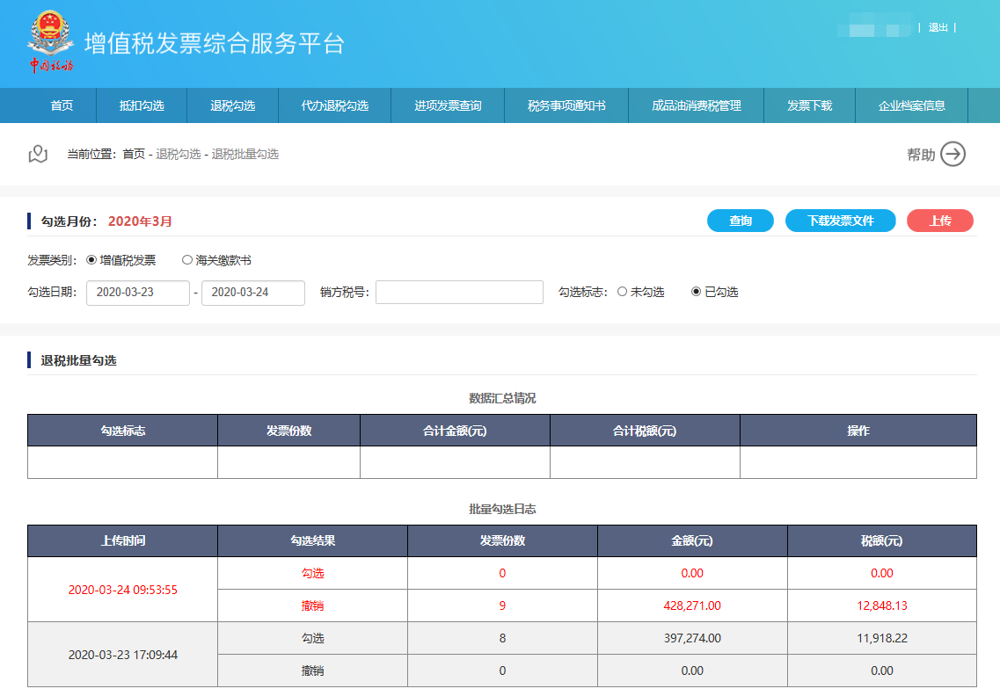 中国税务
增值税发票综合服务平台
| 退出 |
首页 抵扣勾选 退税勾选 代办退税勾选 进项发票查询 税务事项通知书 成品油消费税管理 发票下载 企业档案信息
当前位置：首页 - 退税勾选 - 退税批量勾选 帮助
勾选月份： 2020年3月 查询 下载发票文件 上传
发票类别： 增值税发票 海关缴款书
勾选日期： 2020-03-23 - 2020-03-24 销方税号： 勾选标志： 未勾选 已勾选
退税批量勾选
数据汇总情况
勾选标志 发票份数 合计金额(元) 合计税额(元) 操作
批量勾选日志
上传时间 勾选结果 发票份数 金额(元) 税额(元)
2020-03-24 09:53:55 勾选 0 0.00 0.00
撤销 9 428,271.00 12,848.13
2020-03-23 17:09:44 勾选 8 397,274.00 11,918.22
撤销 0 0.00 0.00